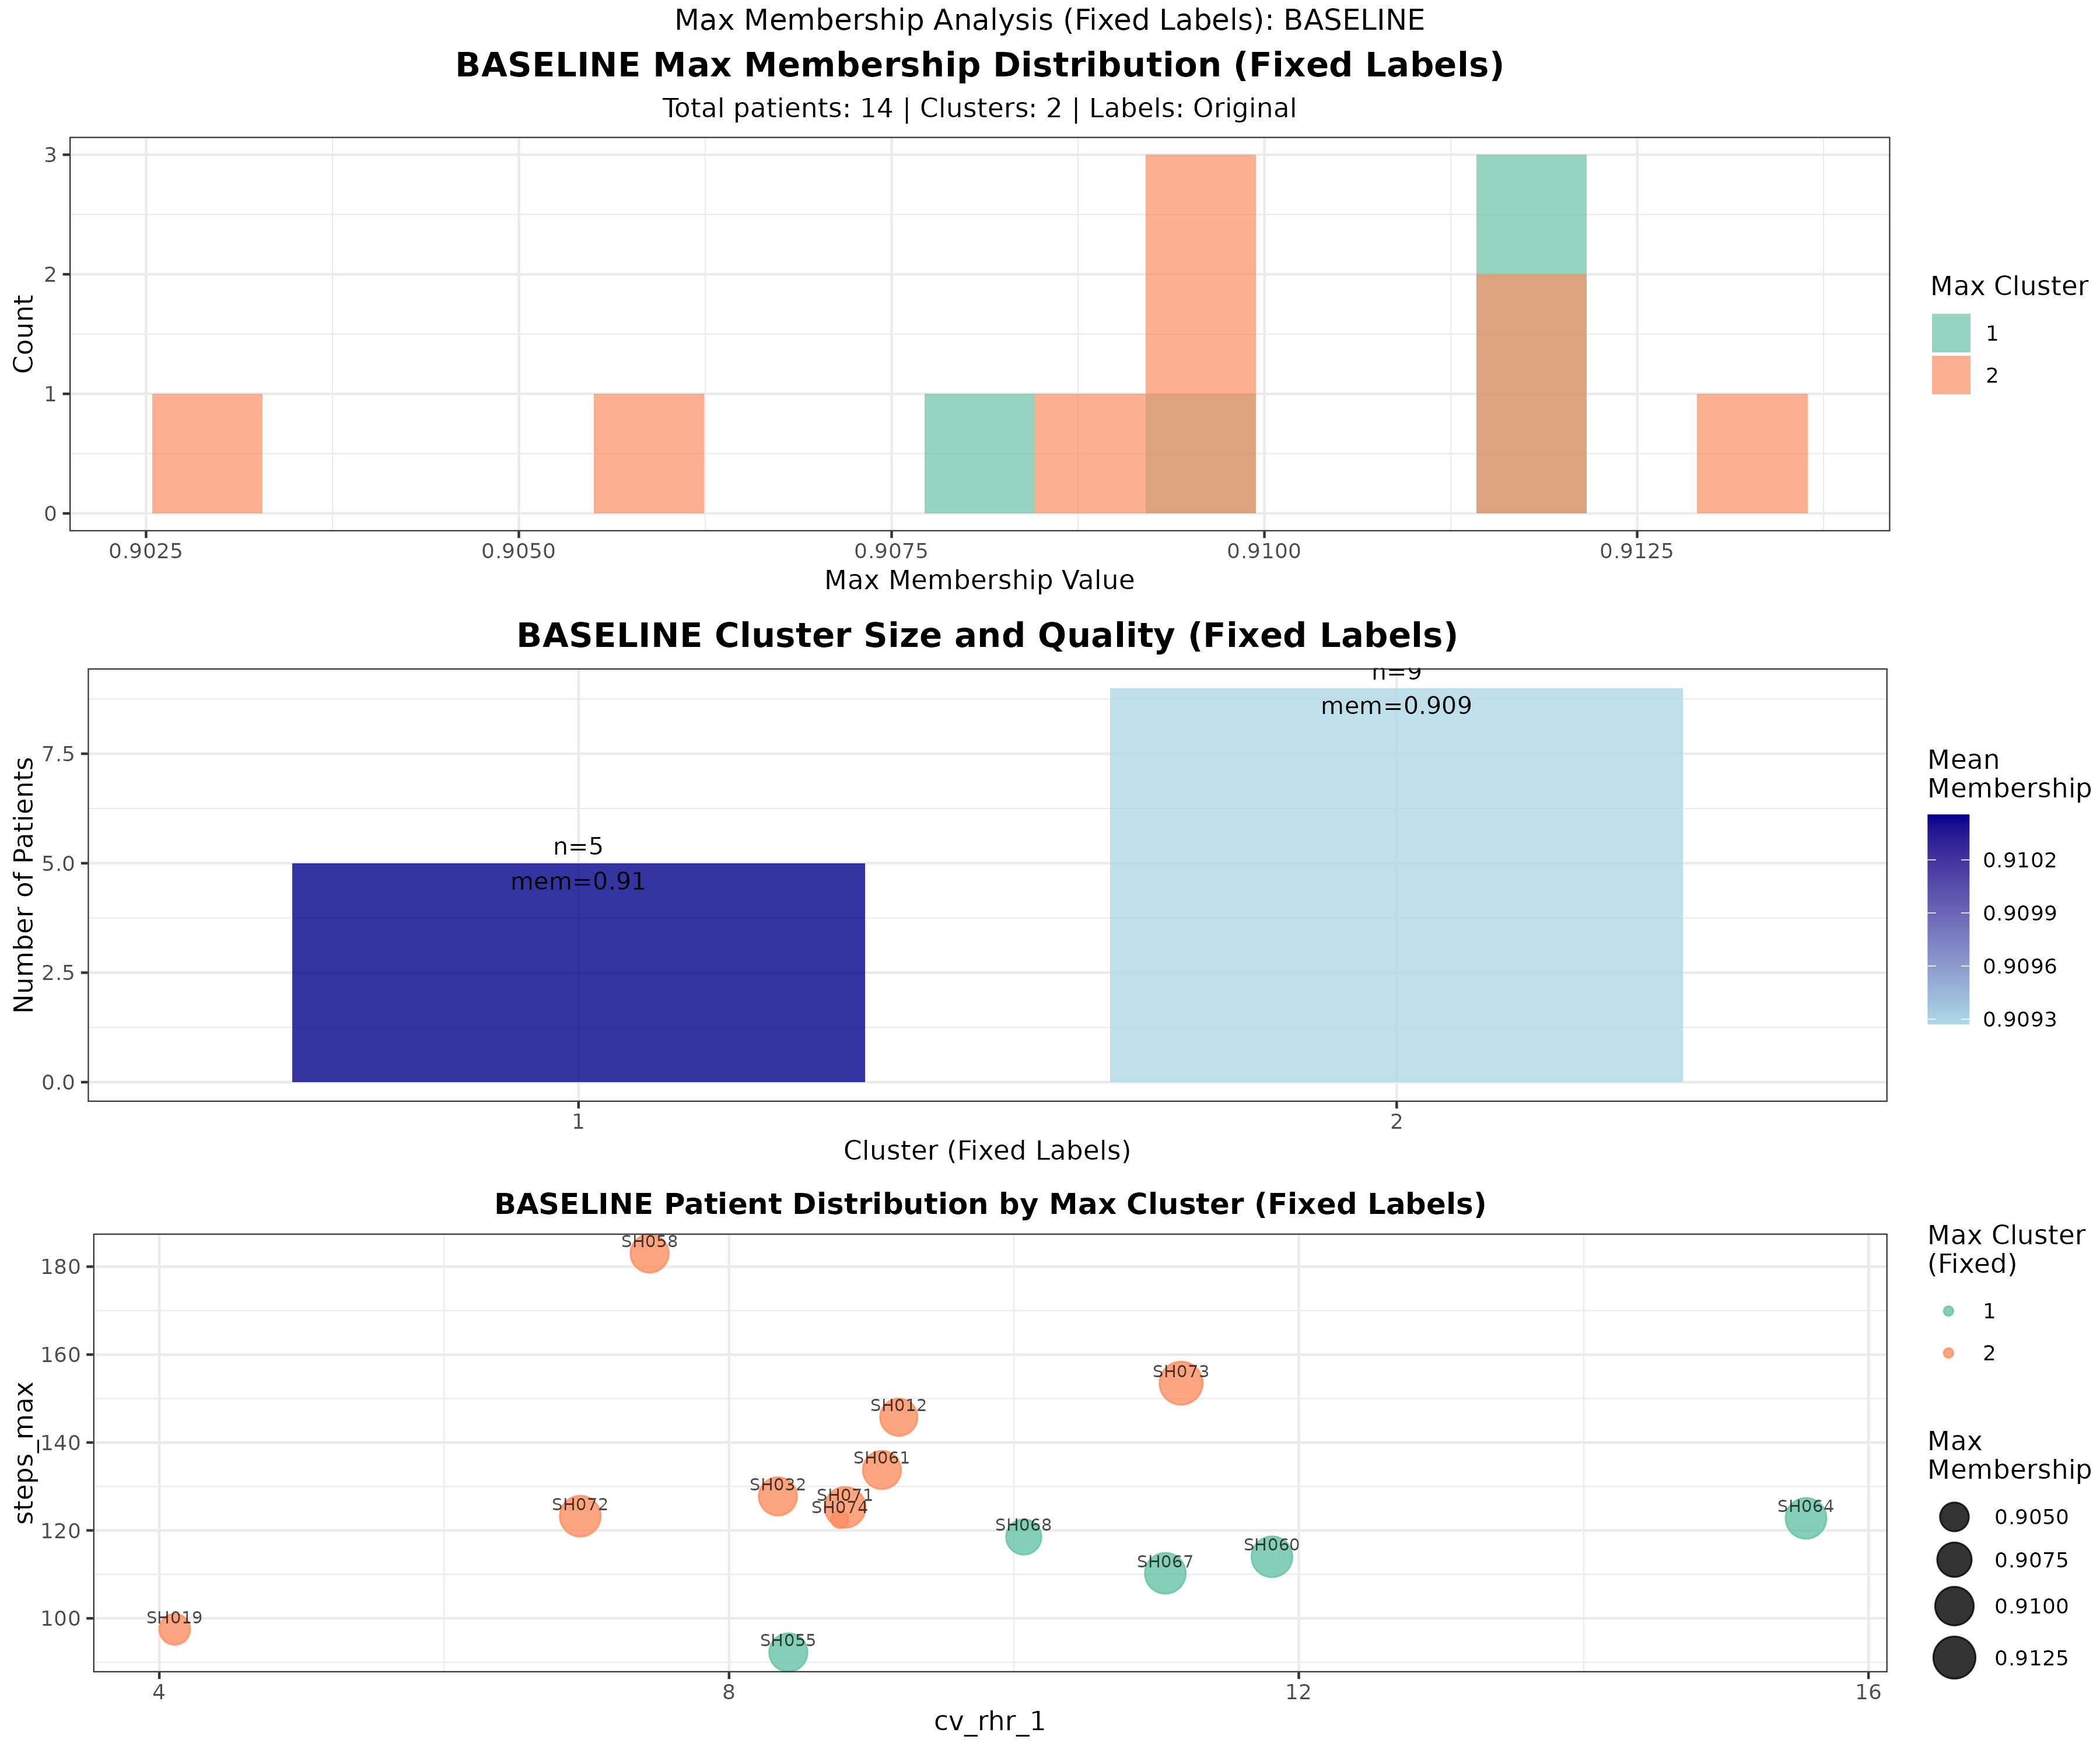 Max Membership Analysis (Fixed Labels): BASELINE
BASELINE Max Membership Distribution (Fixed Labels)
Total patients: 14 | Clusters: 2 | Labels: Original
3
2
1
0
Count
0.9025 0.9050 0.9075 0.9100 0.9125
Max Membership Value
Max Cluster
1
2
BASELINE Cluster Size and Quality (Fixed Labels)
n=9
mem=0.909
n=5
mem=0.91
7.5
5.0
2.5
0.0
Number of Patients
1 2
Cluster (Fixed Labels)
Mean
Membership
0.9102
0.9099
0.9096
0.9093
BASELINE Patient Distribution by Max Cluster (Fixed Labels)
SH058
SH073
SH012
SH061
SH032
SH071
SH072
SH074
SH064
SH068
SH060
SH067
SH019
SH055
180
160
140
120
100
steps_max
4 8 12 16
cv_rhr_1
Max Cluster
(Fixed)
1
2
Max
Membership
0.9050
0.9075
0.9100
0.9125